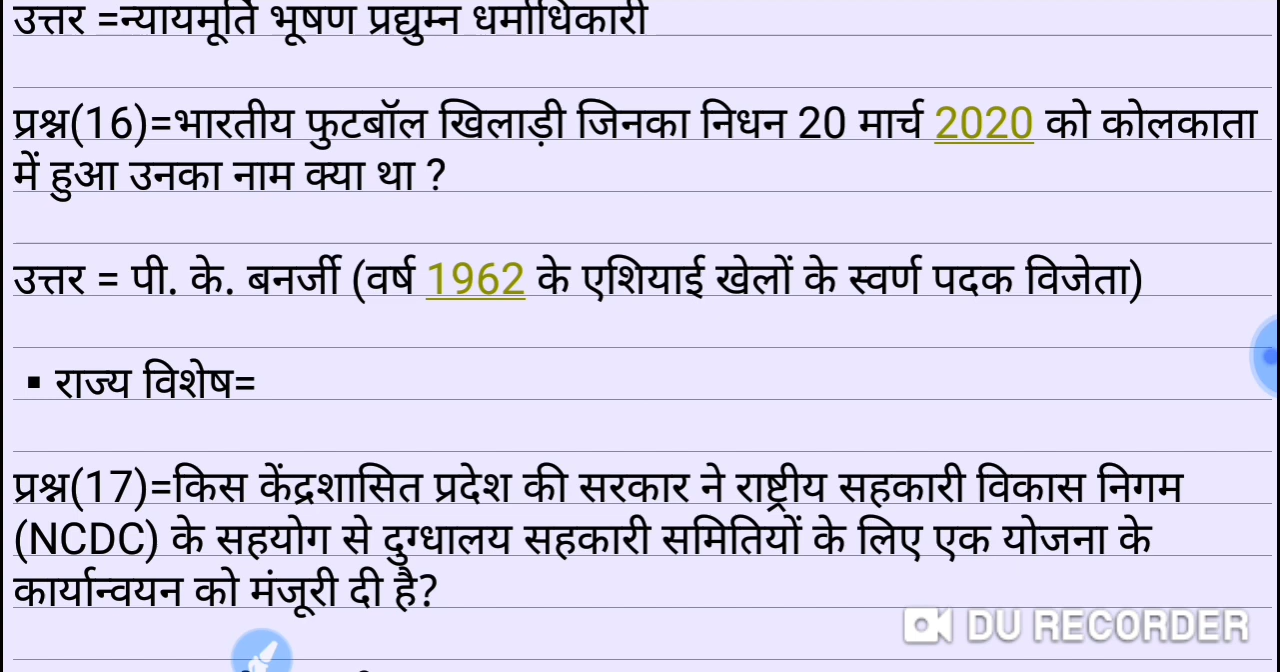 उत्तर =न्यायमूर्ति भूषण प्रद्युम्न धर्माधिकारी
प्रश्न(16)=भारतीय फुटबॉल खिलाड़ी जिनका निधन 20 मार्च 2020 को कोलकाता
में हुआ उनका नाम क्या था ?
उत्तर = पी. के. बनर्जी (वर्ष 1962 के एशियाई खेलों के स्वर्ण पदक विजेता)
▪ राज्य विशेष=
प्रश्न(17)=किस केंद्रशासित प्रदेश की सरकार ने राष्ट्रीय सहकारी विकास निगम
(NCDC) के सहयोग से दुग्धालय सहकारी समितियों के लिए एक योजना के
कार्यान्वयन को मंजूरी दी है?
DU RECORDER